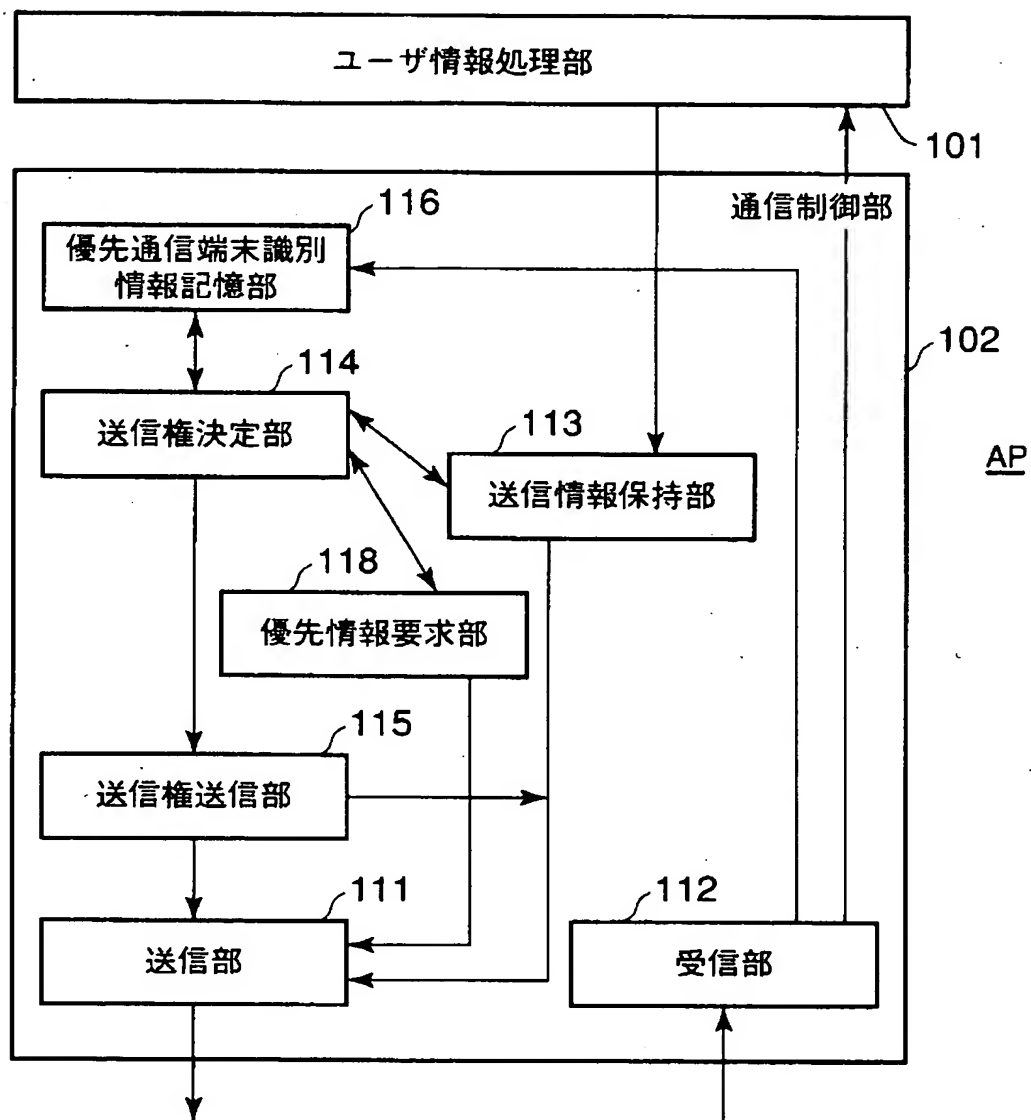 ユーザ情報処理部
101
通信制御部
116
優先通信端末識別
情報記憶部
102
114
送信権決定部
113
送信情報保持部
AP
118
優先情報要求部
115
送信権送信部
111
送信部
112
受信部